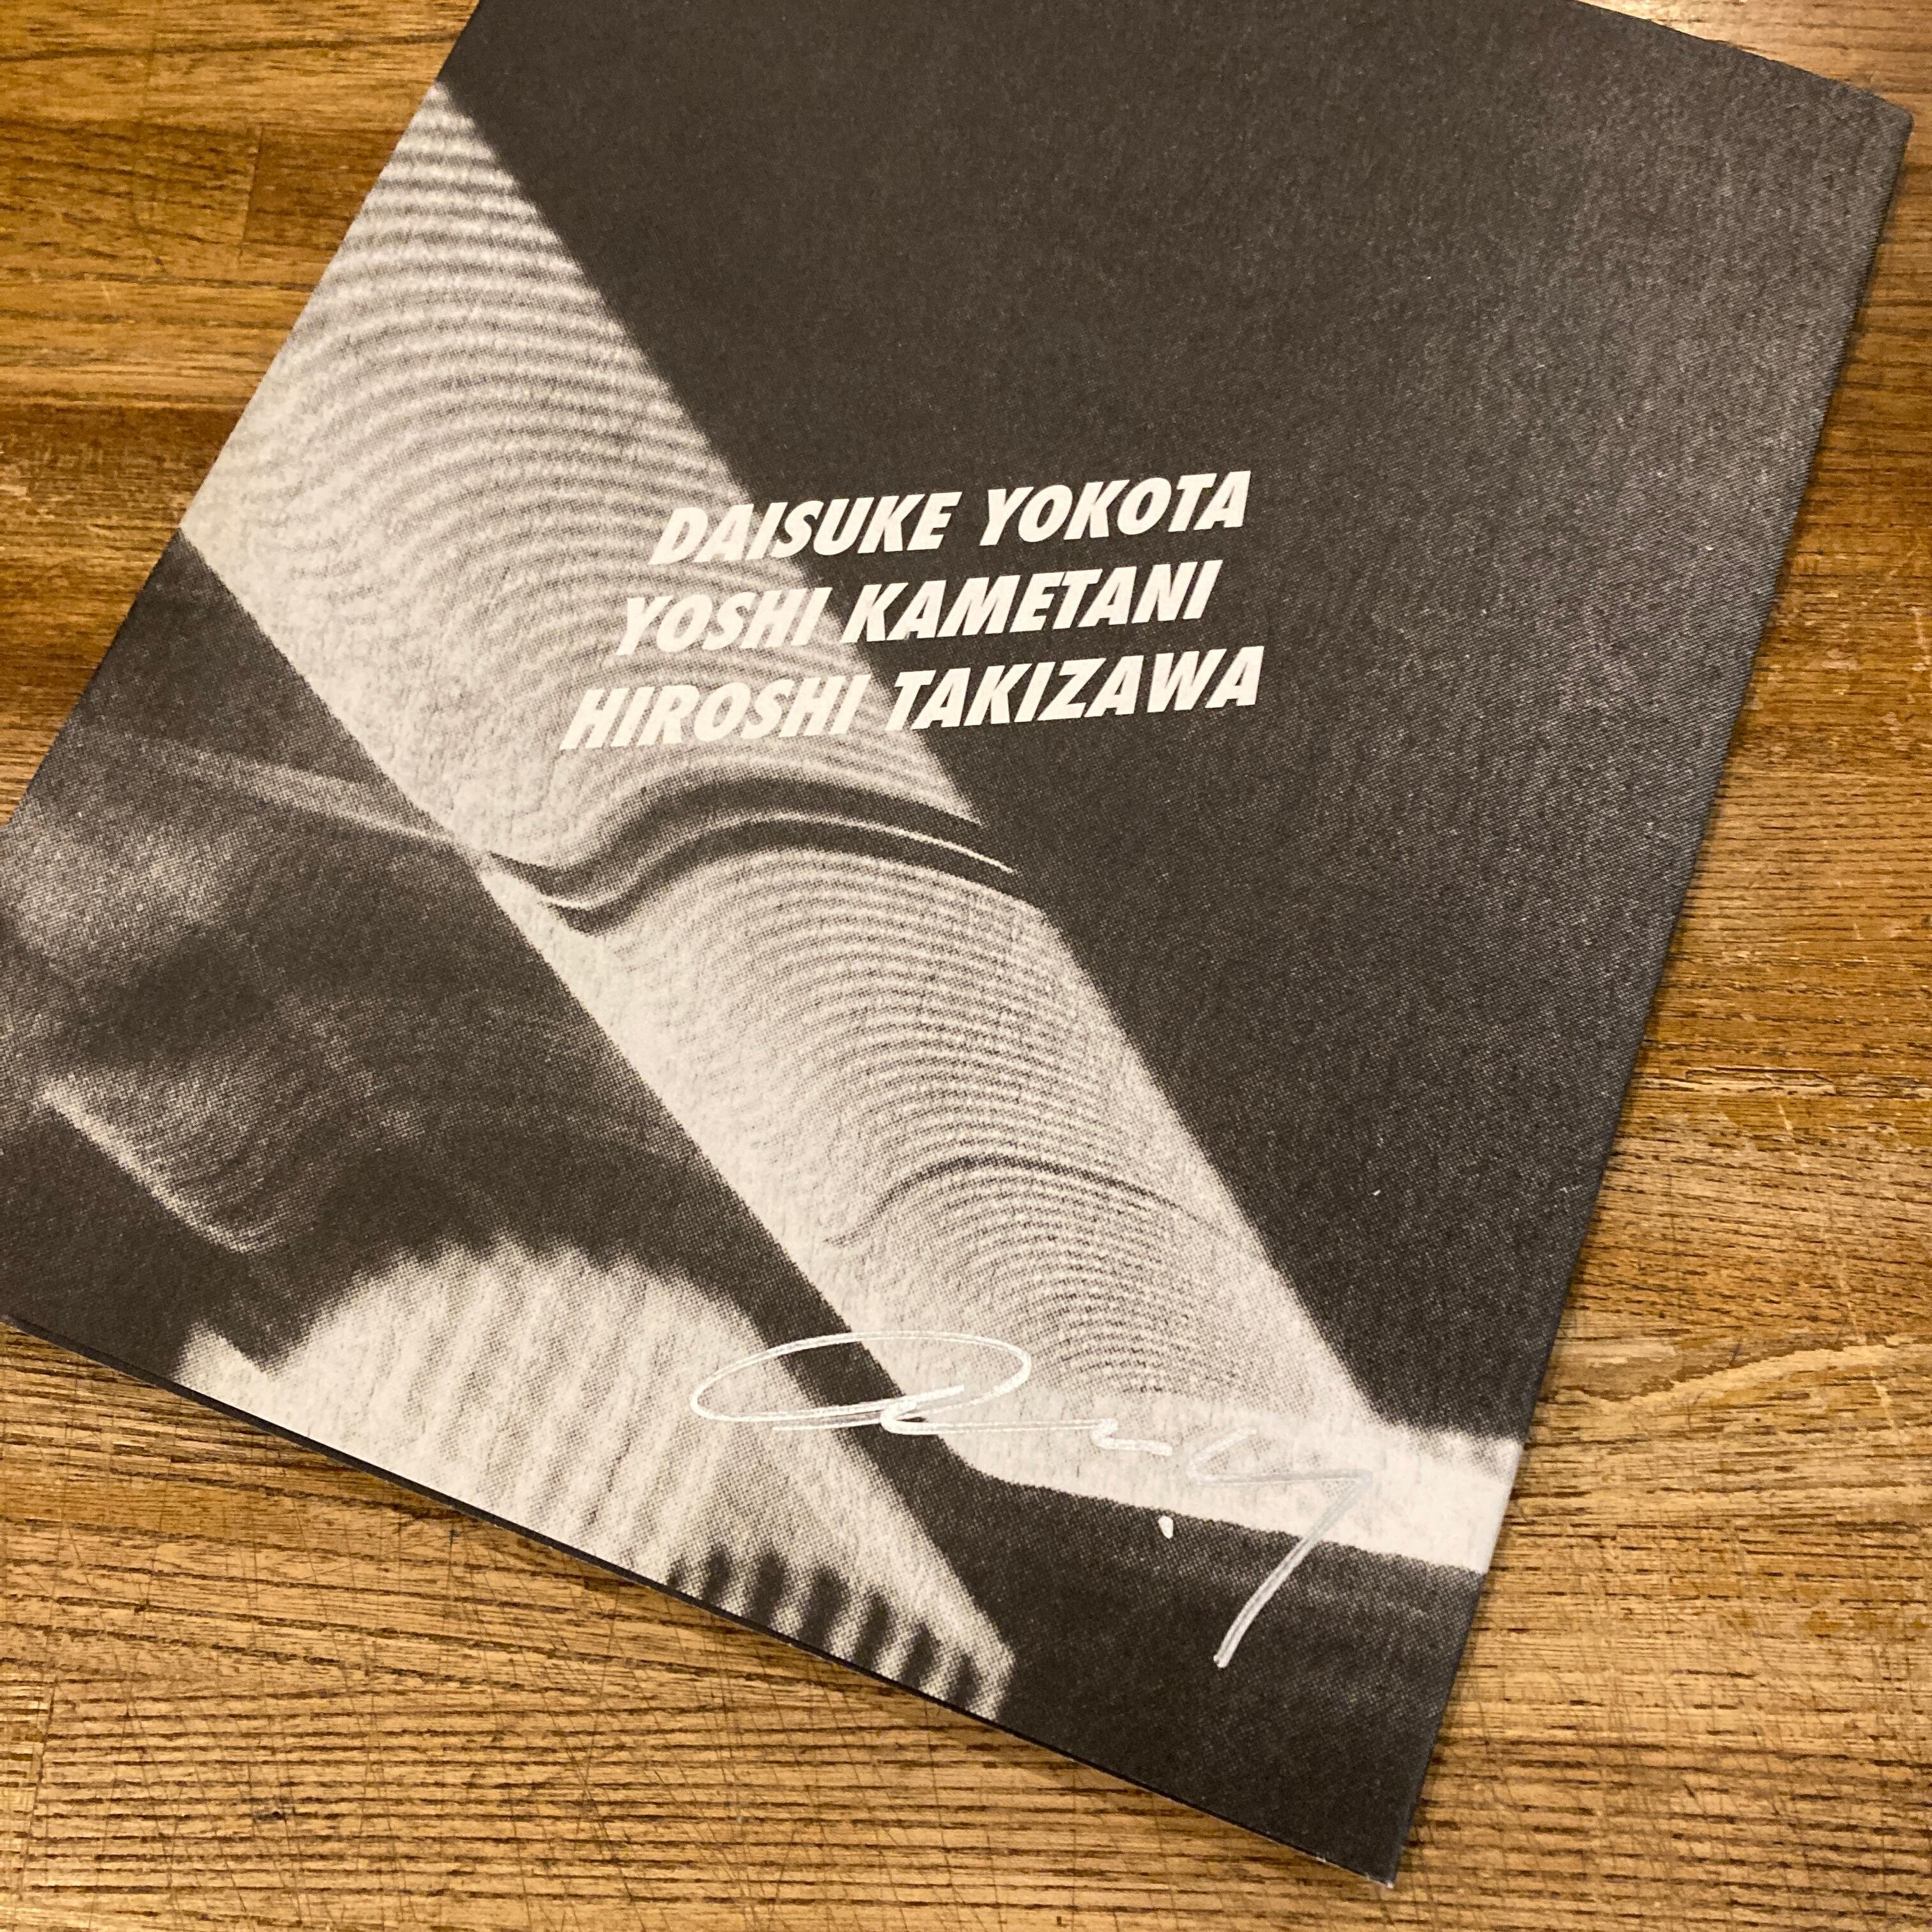 DAISUKE YOKOTA
YOSHI KAMETANI
HIROSHI TAKIZAWA